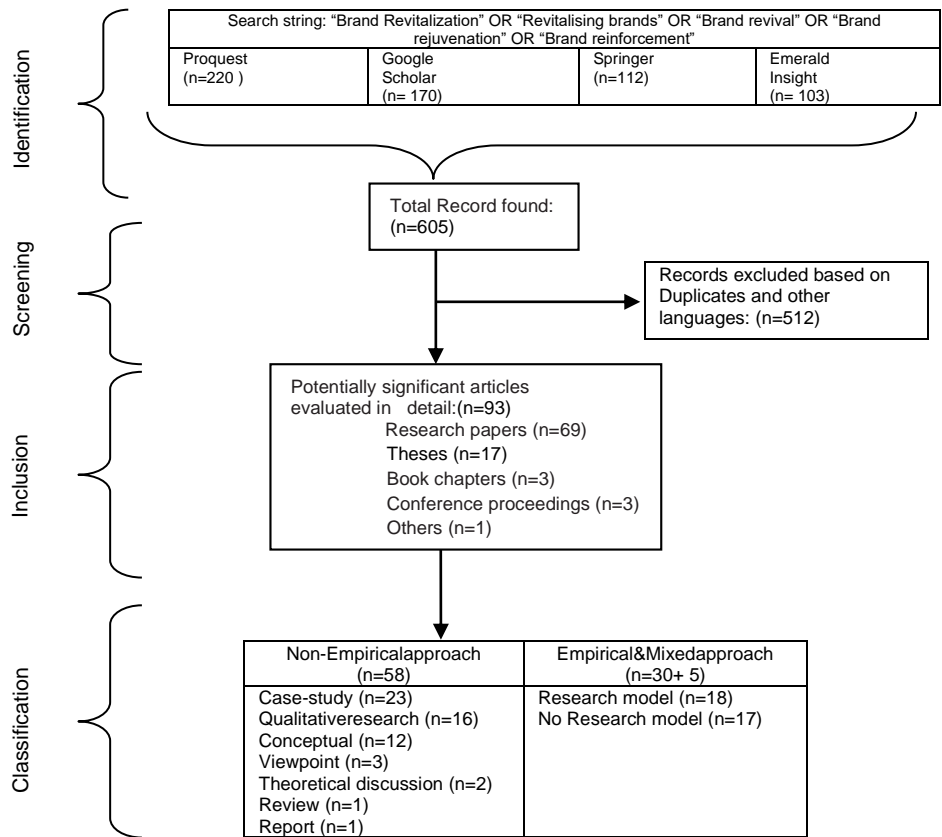 Search string: “Brand Revitalization” OR “Revitalising brands” OR “Brand revival” OR “Brand
rejuvenation” OR “Brand reinforcement”
Proquest
(n=220 )
Google
Scholar
(n= 170)
Springer
(n=112)
Emerald
Insight
(n= 103)
Identification
Total Record found:
(n=605)
Screening
Records excluded based on
Duplicates and other
languages: (n=512)
Inclusion
Potentially significant articles
evaluated in detail:(n=93)
Research papers (n=69)
Theses (n=17)
Book chapters (n=3)
Conference proceedings (n=3)
Others (n=1)
Classification
Non-Empiricalapproach
(n=58)
Case-study (n=23)
Qualitativeresearch (n=16)
Conceptual (n=12)
Viewpoint (n=3)
Theoretical discussion (n=2)
Review (n=1)
Report (n=1)
Empirical&Mixedapproach
(n=30+ 5)
Research model (n=18)
No Research model (n=17)